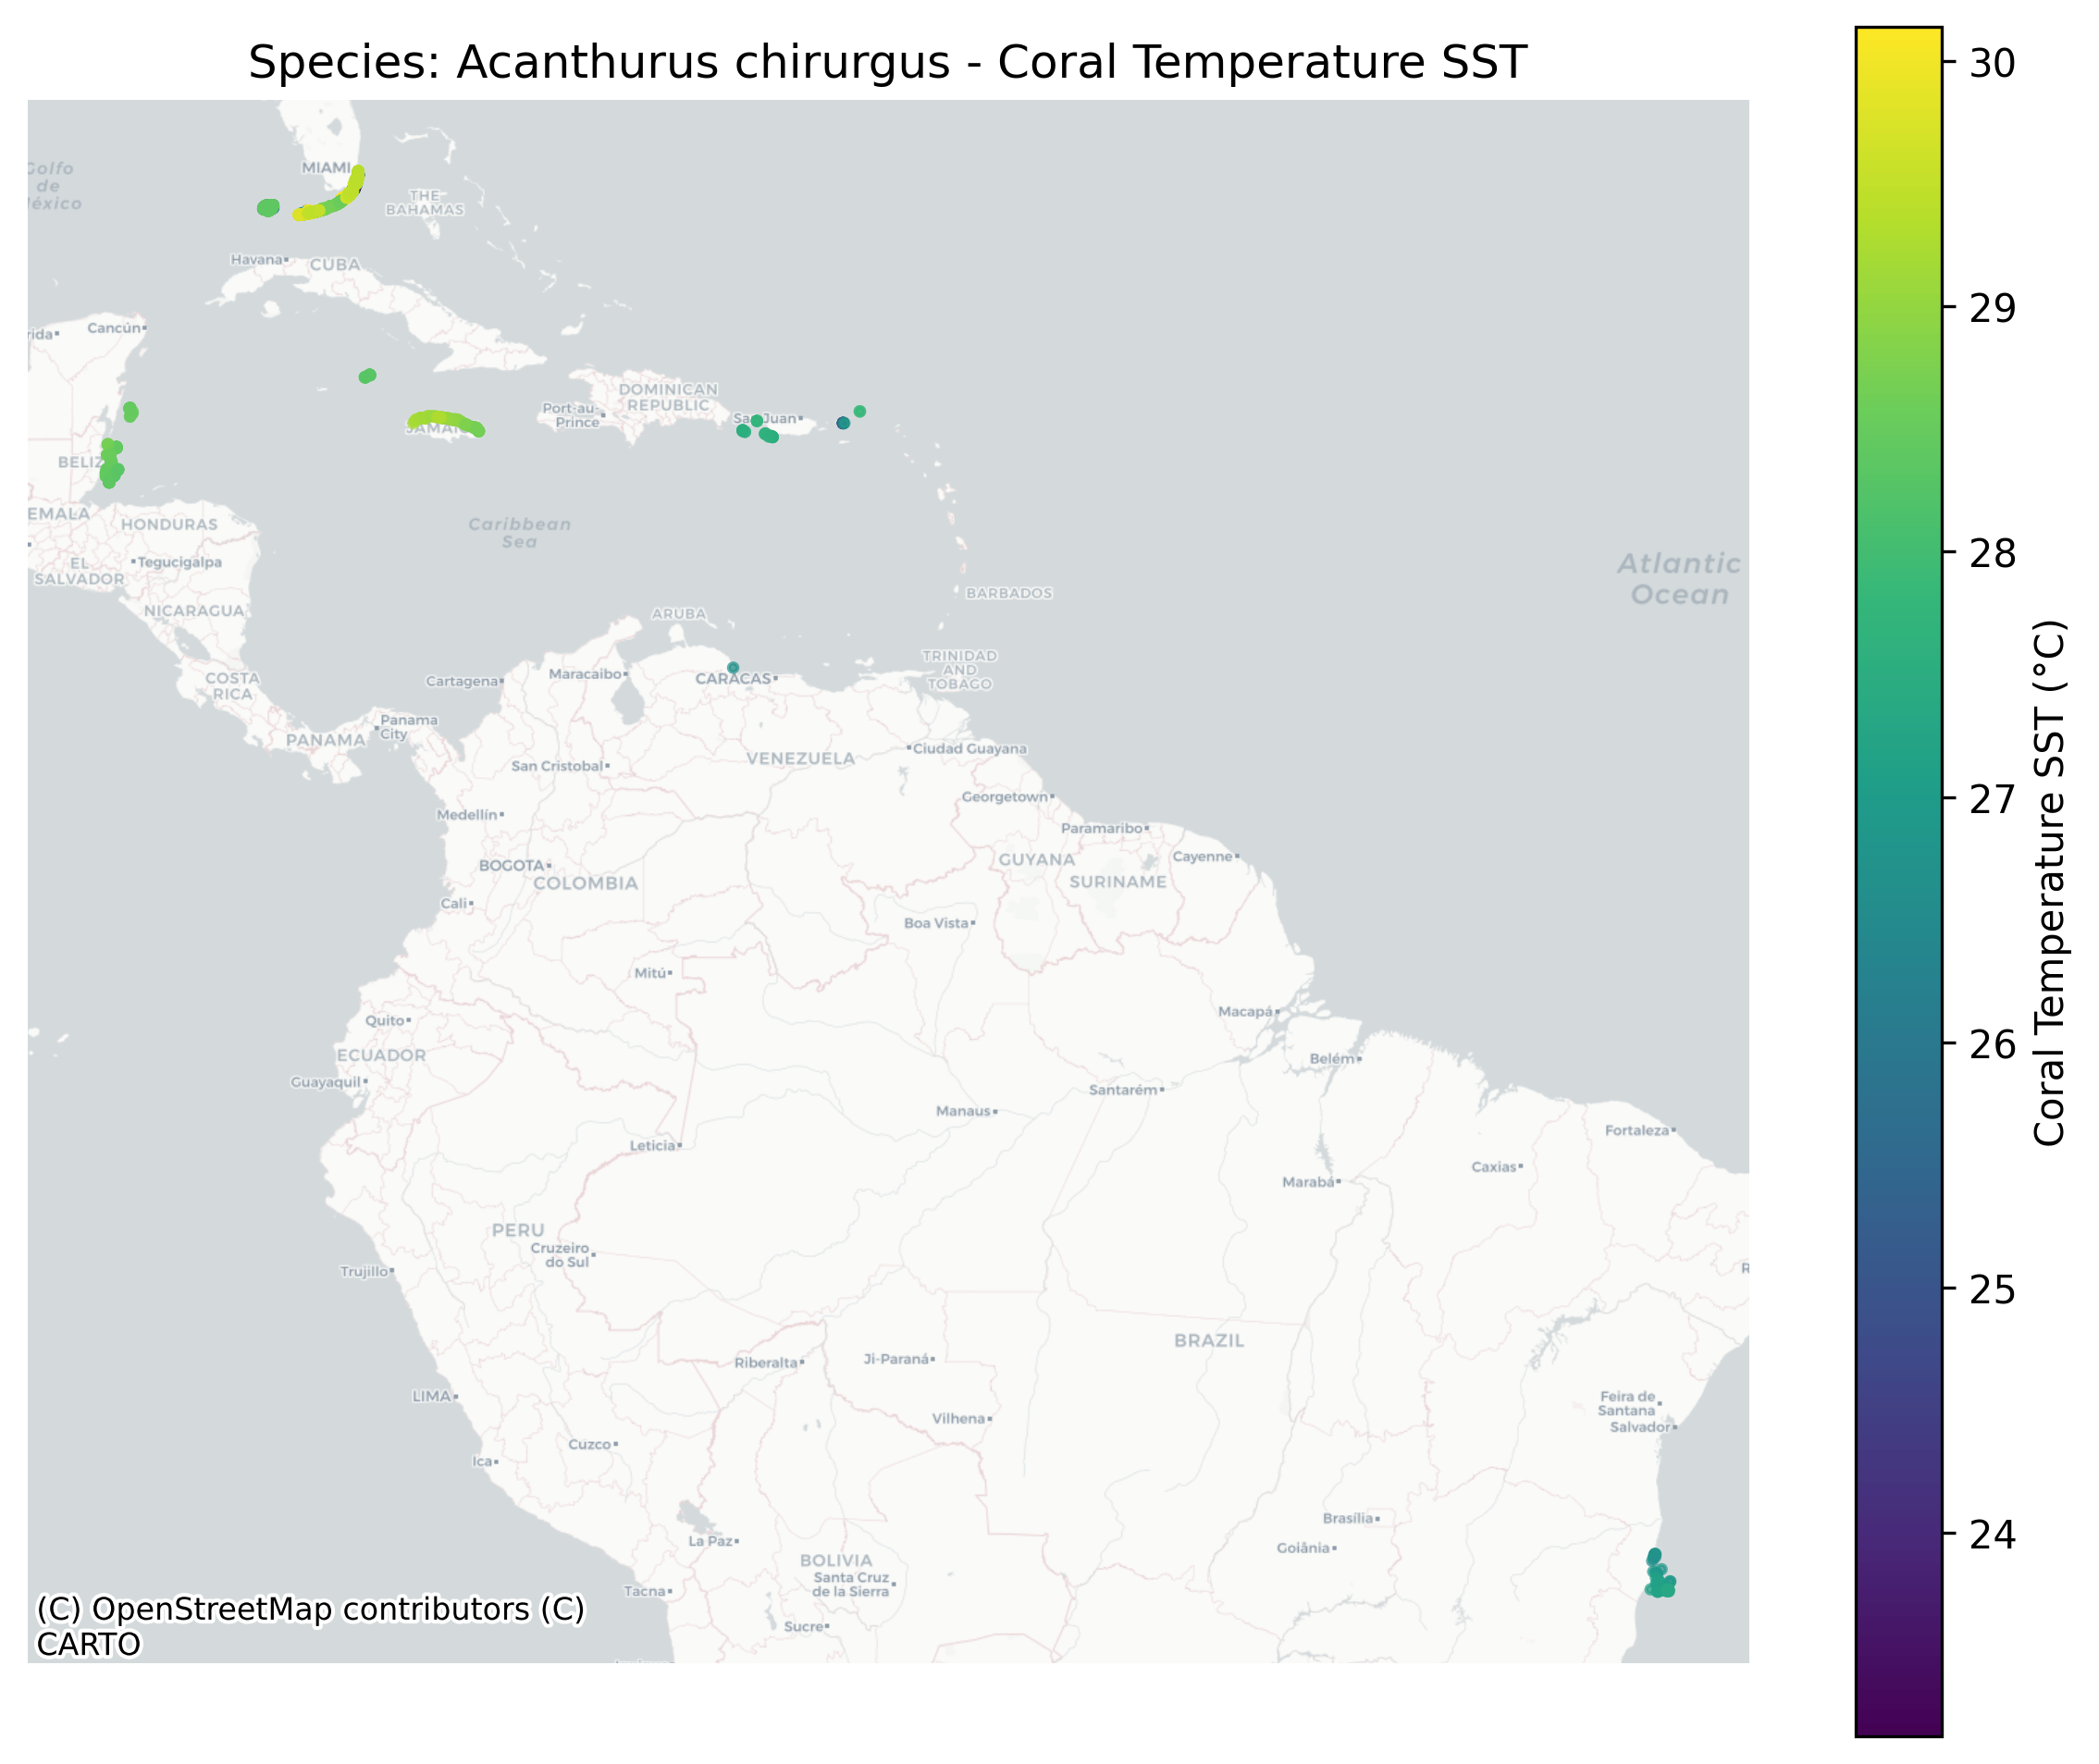 Species: Acanthurus chirurgus - Coral Temperature SST
MIAMI
Golfo
de
México
THE
BAHAMAS
Havana
CUBA
Cancún
rida
DOMINICAN
REPUBLIC
Port-au-
Prince
San Juan
JAMAIC
BELIZ
EMALA
HONDURAS
Caribbean
Sea
EL
SALVADOR
Tegucigalpa
NICARAGUA
Atlantic
Ocean
BARBADOS
ARUBA
TRINIDAD
AND
TOBAGO
COSTA
RICA
Cartagena
Maracaibo
CARACAS
Panama
City
PANAMA
VENEZUELA
Ciudad Guayana
San Cristobal
Georgetown
Medellín
Paramaribo
Cayenne
BOGOTA
COLOMBIA
GUYANA
SURINAME
Cali
Boa Vista
Mitú
Macapá
Quito
ECUADOR
Belém
Guayaquil
Santarém
Manaus
Fortaleza
Leticia
Caxias
Marabá
PERU
Cruzeiro
do Sul
Trujillo
R
BRAZIL
Riberalta
Ji-Paraná
LIMA
Feira de
Santana
Vilhena
Salvador
Cuzco
Ica
Brasília
La Paz
Goiânia
BOLIVIA
Santa Cruz
de la Sierra
Tacna
Sucre
(C) OpenStreetMap contributors (C)
CARTO
30
29
28
27
26
25
24
Coral Temperature SST (°C)